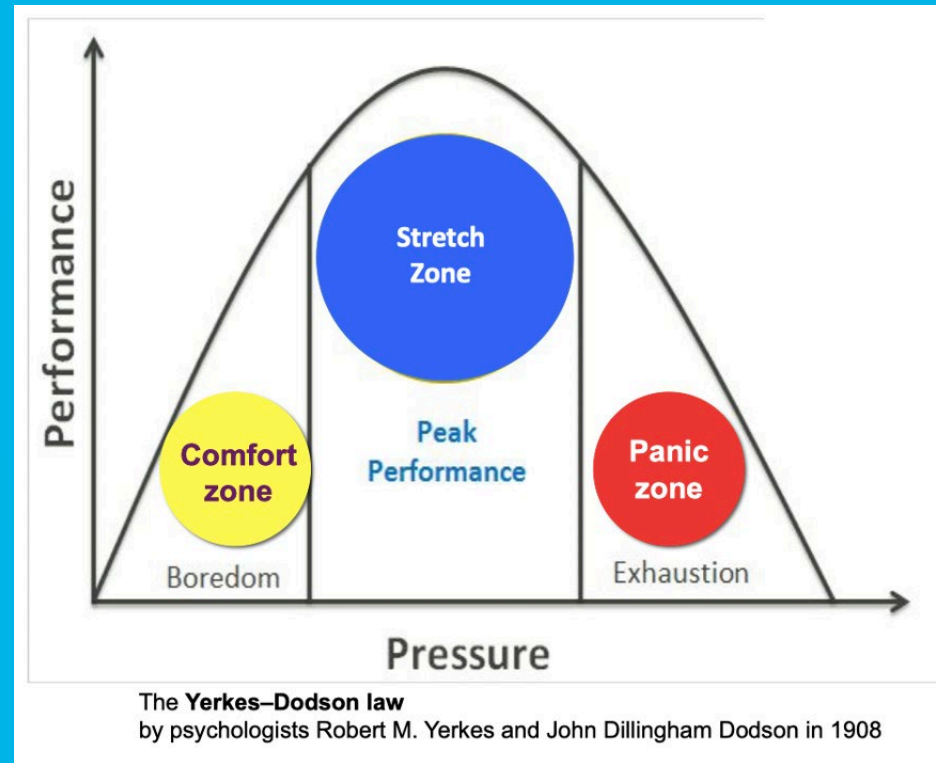 Performance
Stretch
Zone
Peak
Performance
Comfort
zone
Boredom
Panic
zone
Exhaustion
Pressure
The Yerkes–Dodson law
by psychologists Robert M. Yerkes and John Dillingham Dodson in 1908